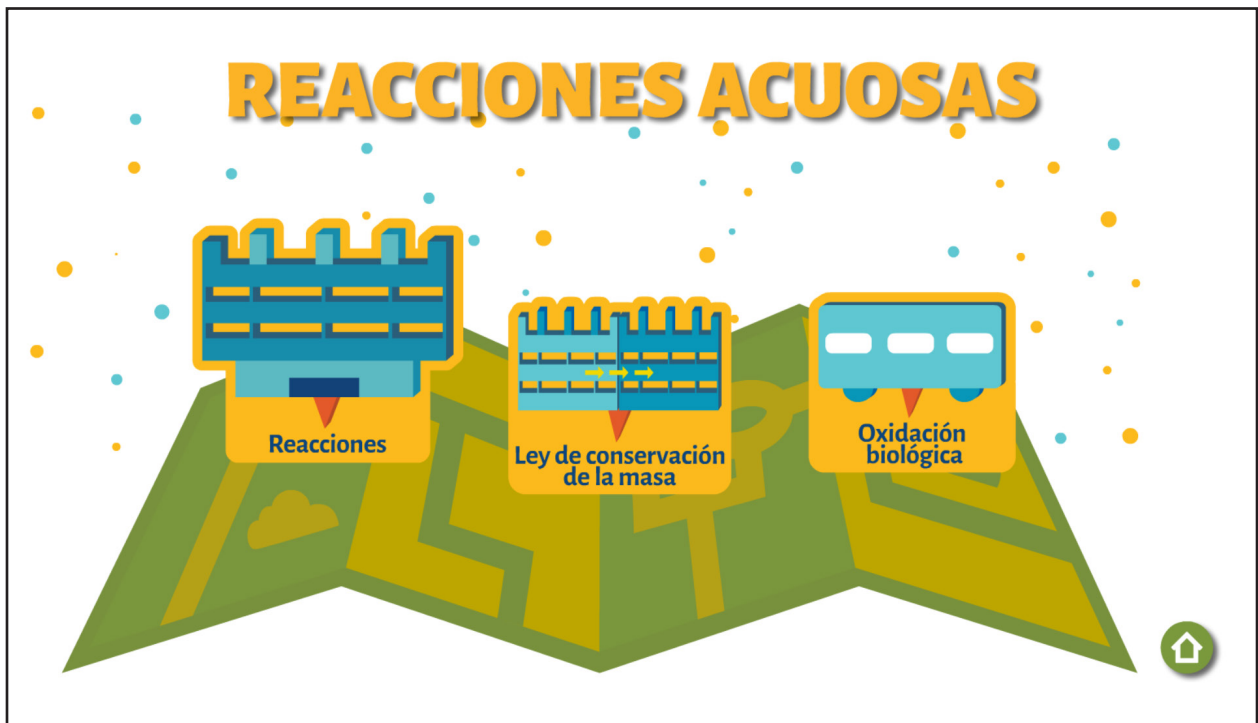 REACCIONES ACUOSAS
Reacciones
Ley de conservación
de la masa
Oxidación
biológica